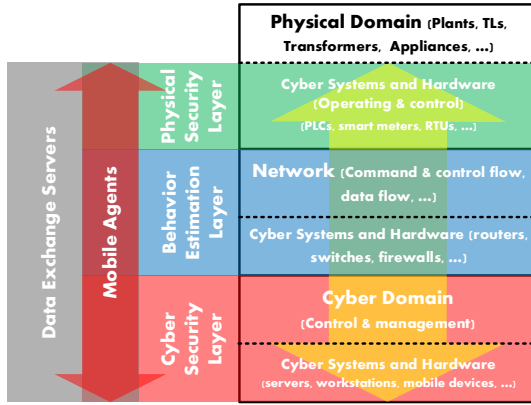 Data Exchange Servers
Mobile Agents
Physical
Security
Layer
Behavior
Estimation
Layer
Cyber
Security
Layer
Physical Domain (Plants, TLs,
Transformers, Appliances, ...)
Cyber Systems and Hardware
(Operating & control)
(PLCs, smart meters, RTUs, ...)
Network (Command & control flow,
data flow, ...)
Cyber Systems and Hardware (routers,
switches, firewalls, ...)
Cyber Domain
(Control & management)
Cyber Systems and Hardware
(servers, workstations, mobile devices, ...)